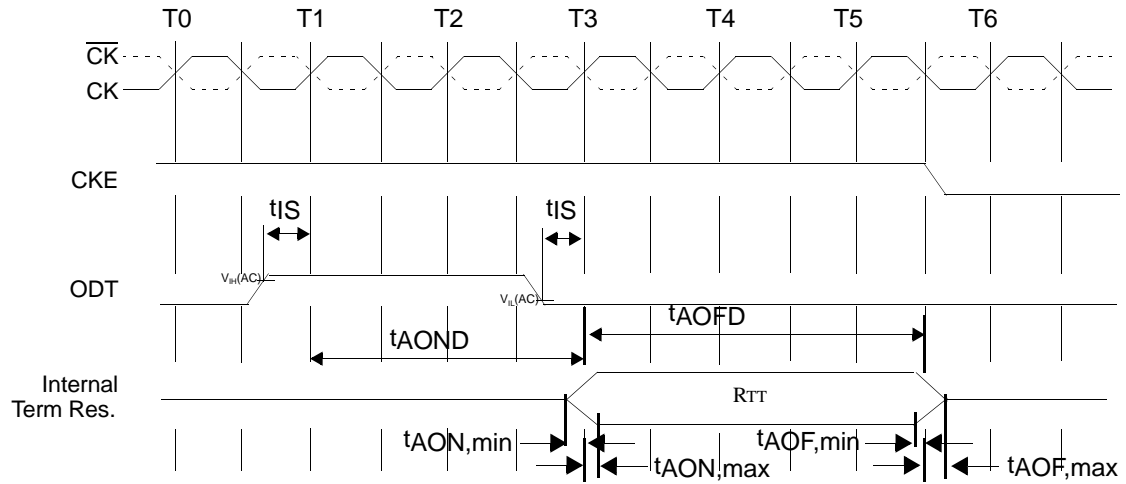 T0 T1 T2 T3 T4 T5 T6
CK
CK
CKE
tIS tIS
VIH(AC)
ODT
VIL(AC)
tAOFD
tAOND
Internal
Term Res.
RTT
tAON,min tAOF,min
tAON,max tAOF,max